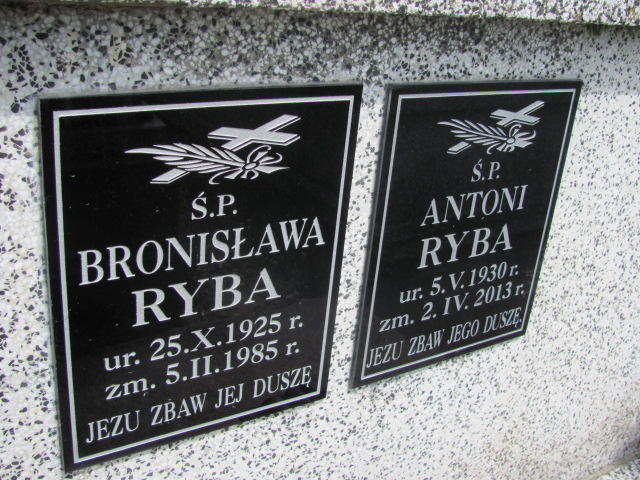 Ś.P.
BRONISŁAWA
RYBA
ur. 25.X.1925 r.
zm. 5.II.1985 r.
JEZU ZBAW JEJ DUSZĘ
Ś.P.
ANTONI
RYBA
ur. 5.V.1930 r.
zm. 2.IV.2013 r.
JEZU ZBAW JEGO DUSZĘ